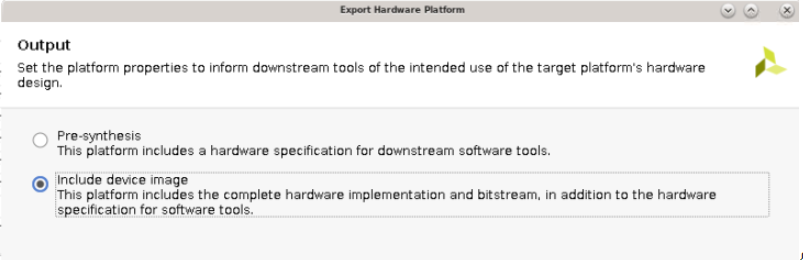 Export Hardware Platform
Output
Set the platform properties to inform downstream tools of the intended use of the target platform's hardware
design.
Pre-synthesis
This platform includes a hardware specification for downstream software tools.
Include device image
This platform includes the complete hardware implementation and bitstream, in addition to the hardware
specification for software tools.